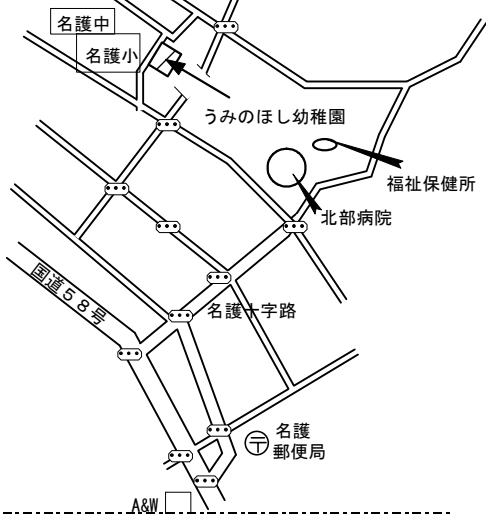 名護中
名護小
うみのほし幼稚園
福祉保健所
北部病院
国道58号
名護十字路
〒
名護
郵便局
A&W